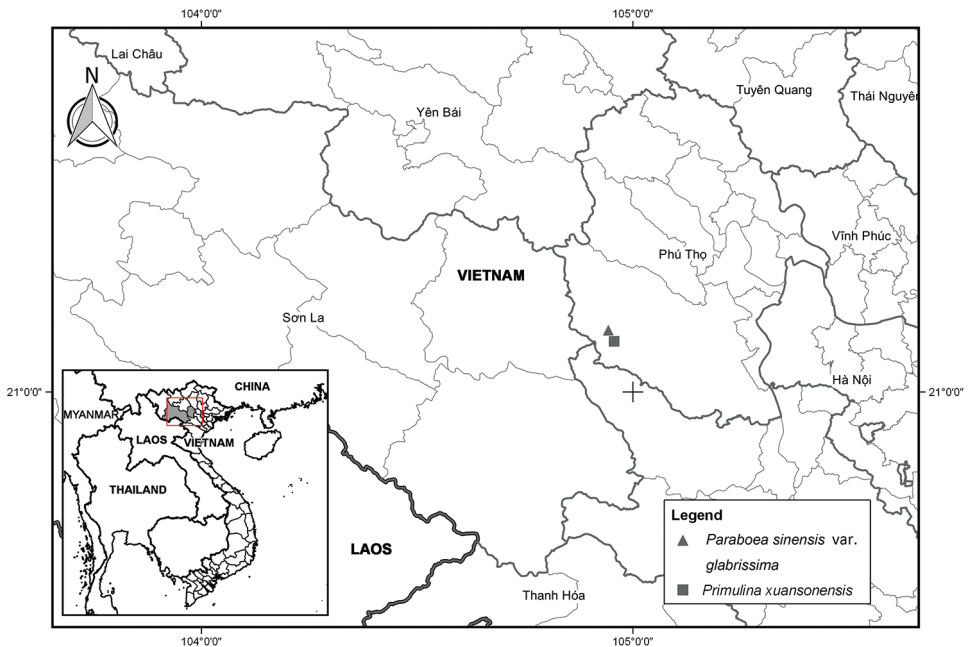 104°0'0" 105°0'0"
Lai Châu
N
Tuyên Quang
Thái Nguyên
Yên Bái
Vĩnh Phúc
Phú Thọ
VIETNAM
Sơn La
Hà Nội
21°0'0" 21°0'0"
CHINA
MYANMAR
LAOS
VIETNAM
THAILAND
LAOS
Legend
Paraboea sinensis var.
glabrissima
Primulina xuansonensis
Thanh Hóa
104°0'0" 105°0'0"